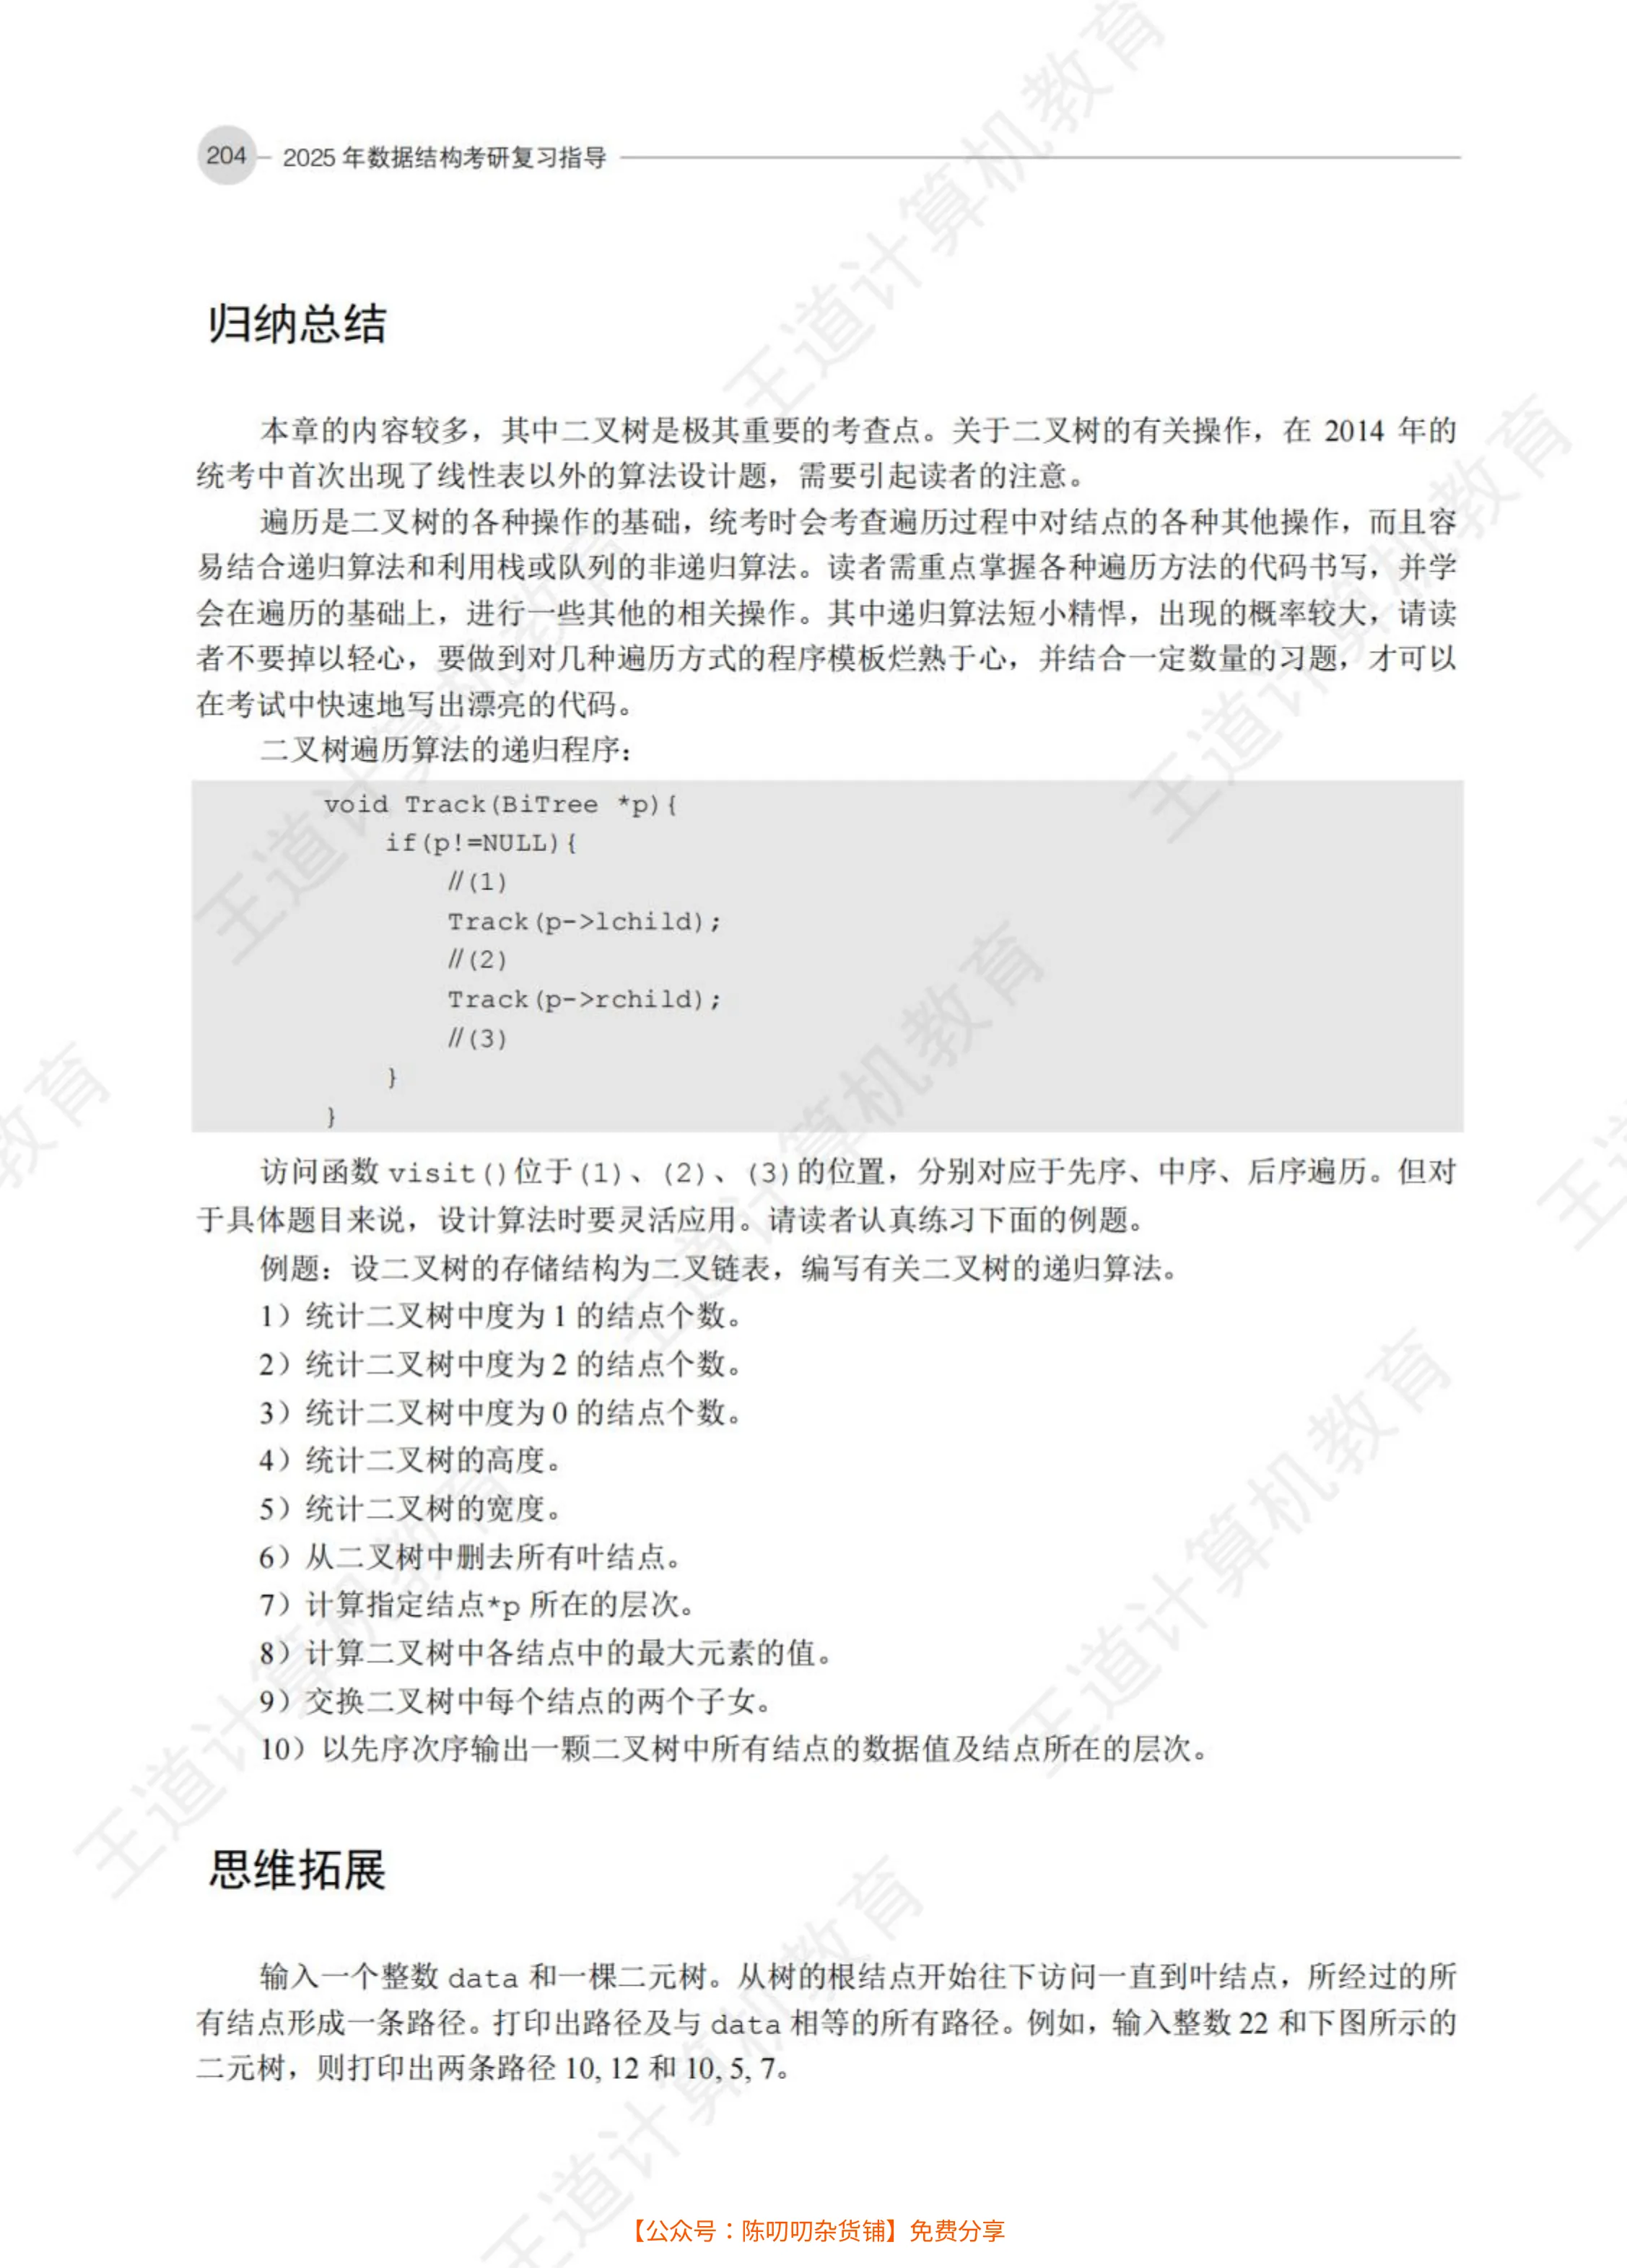 204 2025 年数据结构考研复习指导
归纳总结
本章的内容较多，其中二叉树是极其重要的考查点。关于二叉树的有关操作，在 2014 年的
统考中首次出现了线性表以外的算法设计题，需要引起读者的注意。
遍历是二叉树的各种操作的基础，统考时会考查遍历过程中对结点的各种其他操作，而且容
易结合递归算法和利用栈或队列的非递归算法。读者需重点掌握各种遍历方法的代码书写，并学
会在遍历的基础上，进行一些其他的相关操作。其中递归算法短小精悍，出现的概率较大，请读
者不要掉以轻心，要做到对几种遍历方式的程序模板烂熟于心，并结合一定数量的习题，才可以
在考试中快速地写出漂亮的代码。
二叉树遍历算法的递归程序：
void Track(BiTree *p){
if(p!=NULL){
//(1)
Track(p->lchild);
//(2)
Track(p->rchild);
//(3)
}
}
访问函数 visit()位于(1)、(2)、(3)的位置，分别对应于先序、中序、后序遍历。但对
于具体题目来说，设计算法时要灵活应用。请读者认真练习下面的例题。
例题：设二叉树的存储结构为二叉链表，编写有关二叉树的递归算法。
1）统计二叉树中度为 1 的结点个数。
2）统计二叉树中度为 2 的结点个数。
3）统计二叉树中度为 0 的结点个数。
4）统计二叉树的高度。
5）统计二叉树的宽度。
6）从二叉树中删去所有叶结点。
7）计算指定结点*p 所在的层次。
8）计算二叉树中各结点中的最大元素的值。
9）交换二叉树中每个结点的两个子女。
10）以先序次序输出一颗二叉树中所有结点的数据值及结点所在的层次。
思维拓展
输入一个整数 data 和一棵二元树。从树的根结点开始往下访问一直到叶结点，所经过的所
有结点形成一条路径。打印出路径及与 data 相等的所有路径。例如，输入整数 22 和下图所示的
二元树，则打印出两条路径 10, 12 和 10, 5, 7。
【公众号：陈叨叨杂货铺】免费分享
王道计算机教育